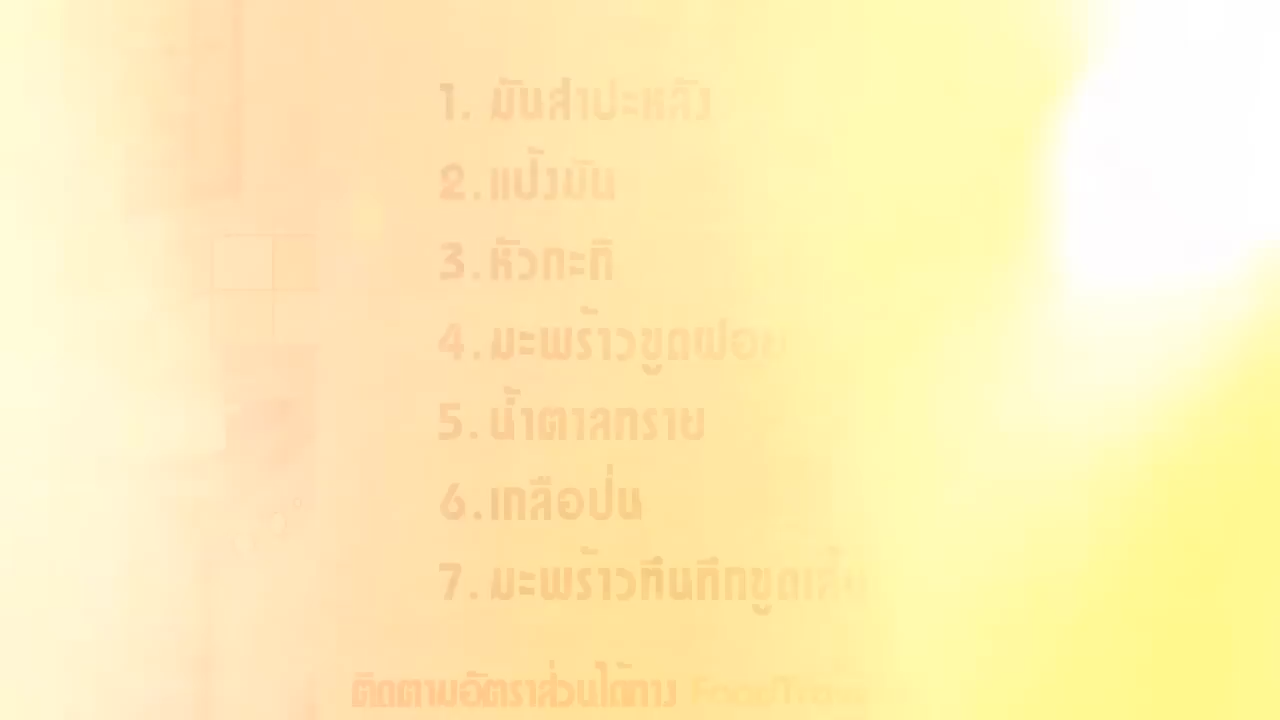 1. มันสำปะหลัง
2. แป้งมัน
3. หัวกะทิ
4. มะพร้าวขูดฝอย
5. น้ำตาลทราย
6. เกลือป่น
7. มะพร้าวทึนทึกขูดเส้น
ติดตามอัตราส่วนได้ทาง